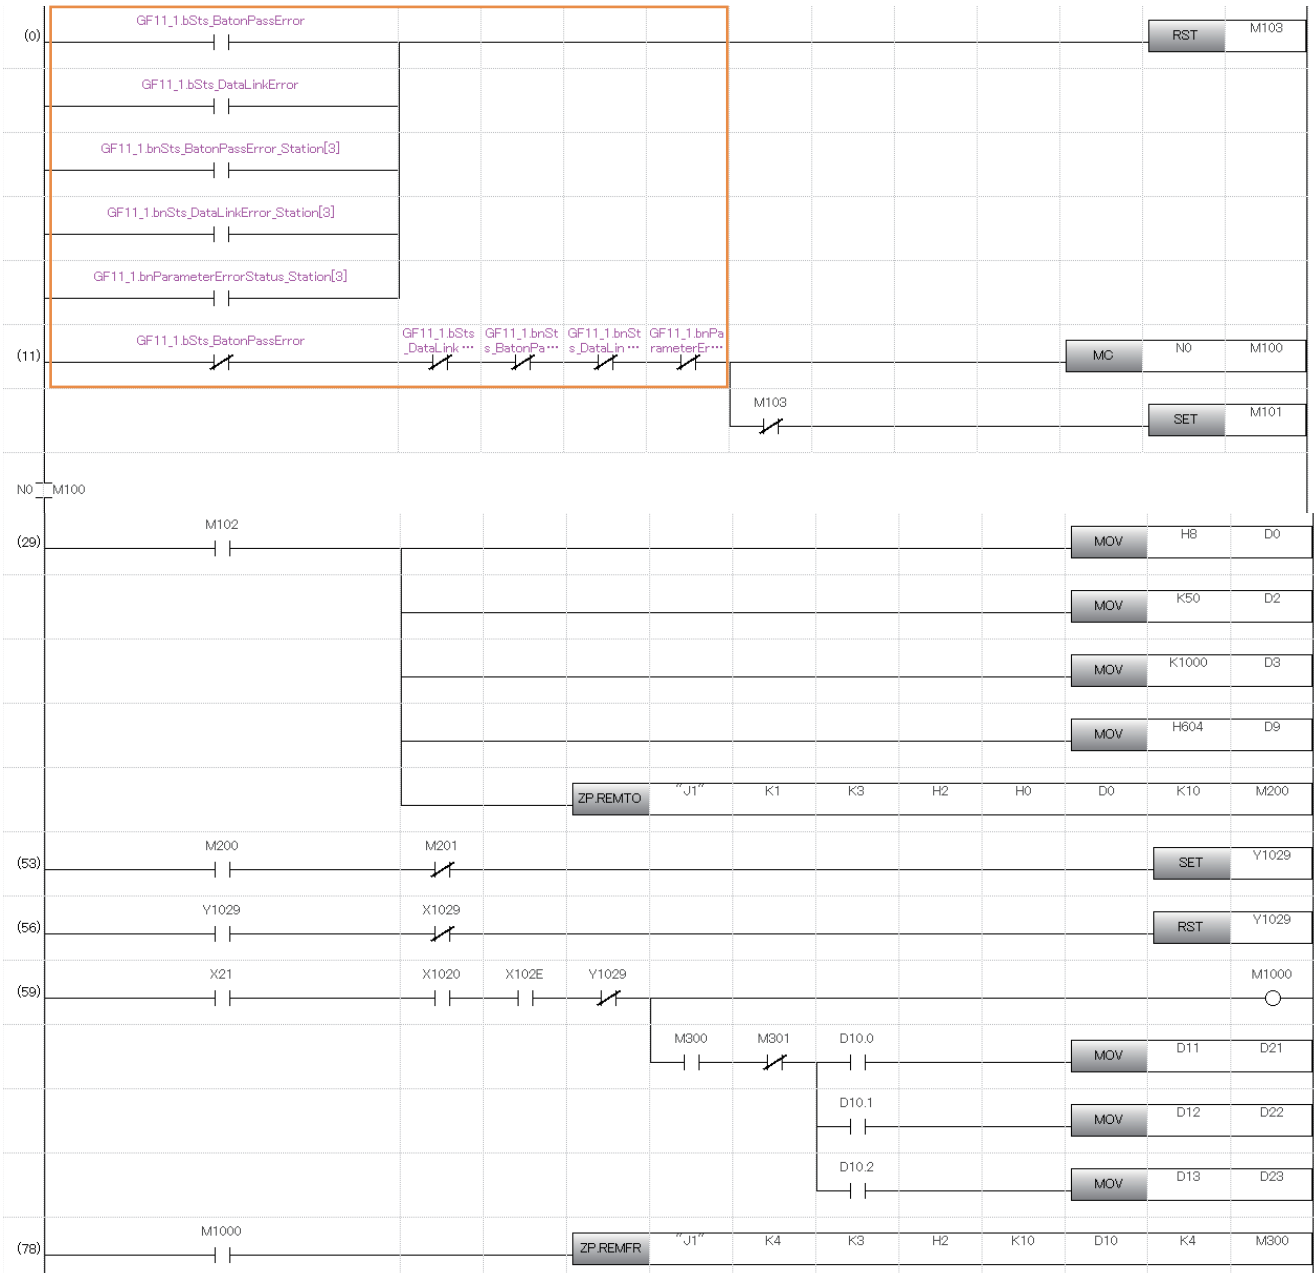 GF11_1.bSts_BatonPassError
(0) RST M103
GF11_1.bSts_DataLinkError
GF11_1.bnSts_BatonPassError_Station[3]
GF11_1.bnSts_DataLinkError_Station[3]
GF11_1.bnParameterErrorStatus_Station[3]
GF11_1.bSts_BatonPassError GF11_1.bSts GF11_1.bnSt GF11_1.bnSt GF11_1.bnPa
_DataLink… s_BatonPa… s_DataLin… rameterEr…
(11) MC N0 M100
M103
SET M101
N0 M100
M102
(29) MOV H8 D0
MOV K50 D2
MOV K1000 D3
MOV H604 D9
ZP.REMTO "J1" K1 K3 H2 H0 D0 K10 M200
M200 M201
(53) SET Y1029
Y1029 X1029
(56) RST Y1029
X21 X1020 X102E Y1029 M1000
(59)
M300 M301 D10.0
MOV D11 D21
D10.1
MOV D12 D22
D10.2
MOV D13 D23
M1000
(78) ZP.REMFR "J1" K4 K3 H2 K10 D10 K4 M300